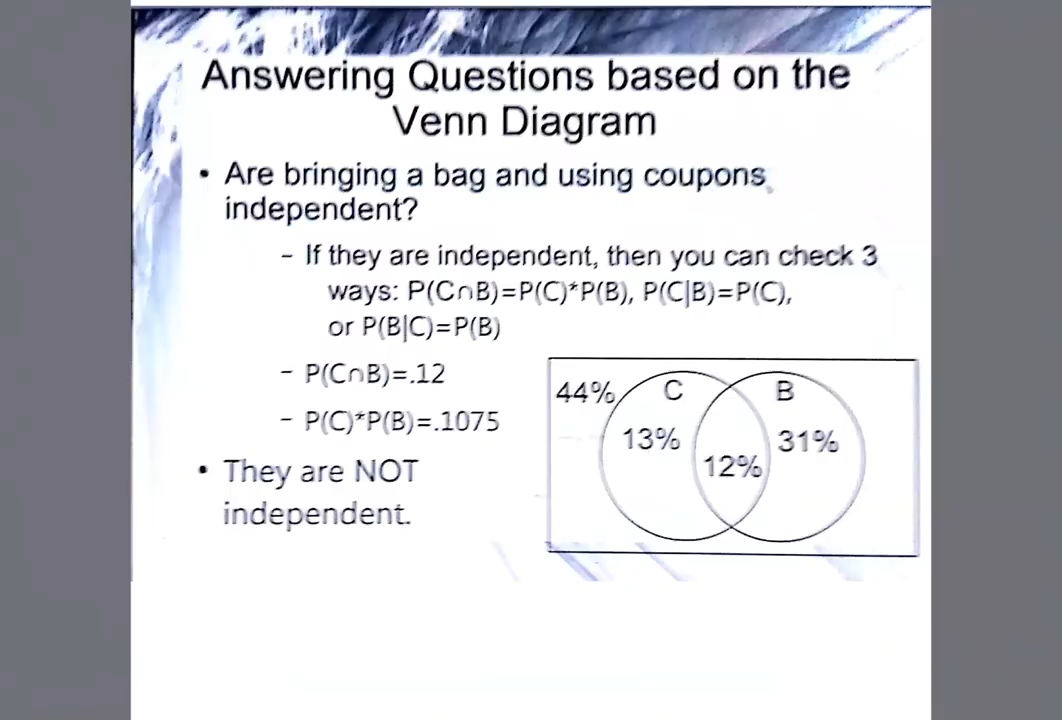 Answering Questions based on the
Venn Diagram
• Are bringing a bag and using coupons
independent?
– If they are independent, then you can check 3
ways: P(C∩B)=P(C)*P(B), P(C|B)=P(C),
or P(B|C)=P(B)
– P(C∩B)=.12
– P(C)*P(B)=.1075
• They are NOT
independent.
44%
C
B
13%
31%
12%